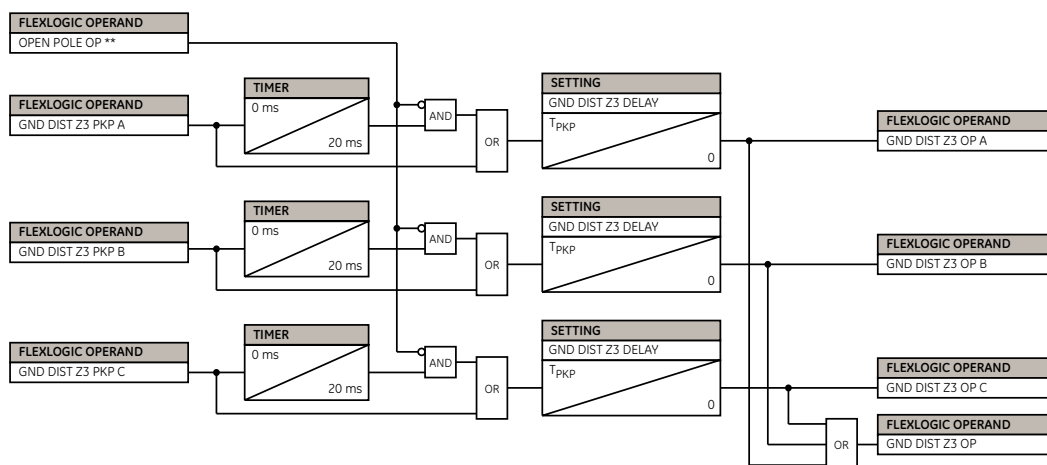 FLEXLOGIC OPERAND
OPEN POLE OP **
FLEXLOGIC OPERAND
GND DIST Z3 PKP A
TIMER
0 ms
20 ms
AND
OR
SETTING
GND DIST Z3 DELAY
TPKP
0
FLEXLOGIC OPERAND
GND DIST Z3 OP A
FLEXLOGIC OPERAND
GND DIST Z3 PKP B
TIMER
0 ms
20 ms
AND
OR
SETTING
GND DIST Z3 DELAY
TPKP
0
FLEXLOGIC OPERAND
GND DIST Z3 OP B
FLEXLOGIC OPERAND
GND DIST Z3 PKP C
TIMER
0 ms
20 ms
AND
OR
SETTING
GND DIST Z3 DELAY
TPKP
0
FLEXLOGIC OPERAND
GND DIST Z3 OP C
OR
FLEXLOGIC OPERAND
GND DIST Z3 OP